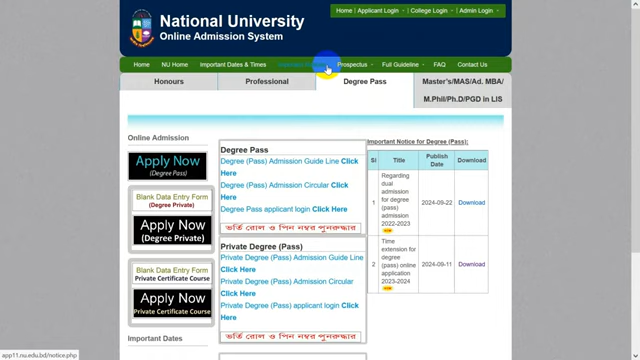 National University
Online Admission System
Home | Applicant Login | College Login | Admin Login
Home NU Home Important Dates & Times Prospectus Full Guideline FAQ Contact Us
Honours Professional Degree Pass Master's/MAS/Ad. MBA/
M.Phil/Ph.D/PGD in LIS
Online Admission
Apply Now
(Degree Pass)
Blank Data Entry Form
(Degree Private)
Apply Now
(Degree Private)
Blank Data Entry Form
(Private Certificate Course)
Apply Now
(Private Certificate Course)
Important Dates
Degree Pass
Degree (Pass) Admission Guide Line Click
Here
Degree (Pass) Admission Circular Click
Here
Degree Pass applicant login Click Here
ভর্তি রোল ও পিন নম্বর পুনরুদ্ধার
Private Degree (Pass)
Private Degree (Pass) Admission Guide Line
Click Here
Private Degree (Pass) Admission Circular
Click Here
Private Degree (Pass) applicant login Click
Here
ভর্তি রোল ও পিন নম্বর পুনরুদ্ধার
Important Notice for Degree (Pass):
Sl Title Publish Date Download
1 Regarding dual admission for degree (pass) admission 2022-2023 2024-09-22 Download
2 Time extension for degree (pass) online application 2023-2024 2024-09-11 Download
app11.nu.edu.bd/notice.php